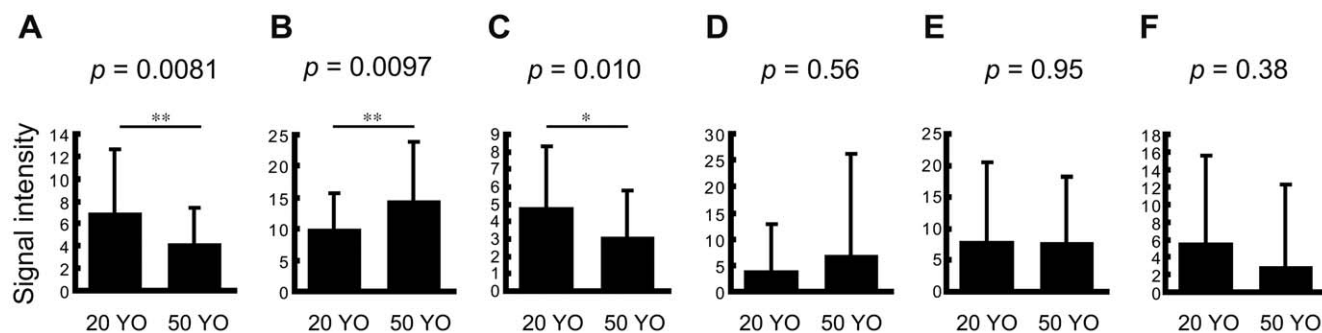 A B C D E F
p = 0.0081 p = 0.0097 p = 0.010 p = 0.56 p = 0.95 p = 0.38
** ** *
Signal intensity
14 12 10 8 6 4 2 0
25 20 15 10 5 0
9 8 7 6 5 4 3 2 1 0
30 25 20 15 10 5 0
25 20 15 10 5 0
18 16 14 12 10 8 6 4 2 0
20 YO 50 YO 20 YO 50 YO 20 YO 50 YO 20 YO 50 YO 20 YO 50 YO 20 YO 50 YO